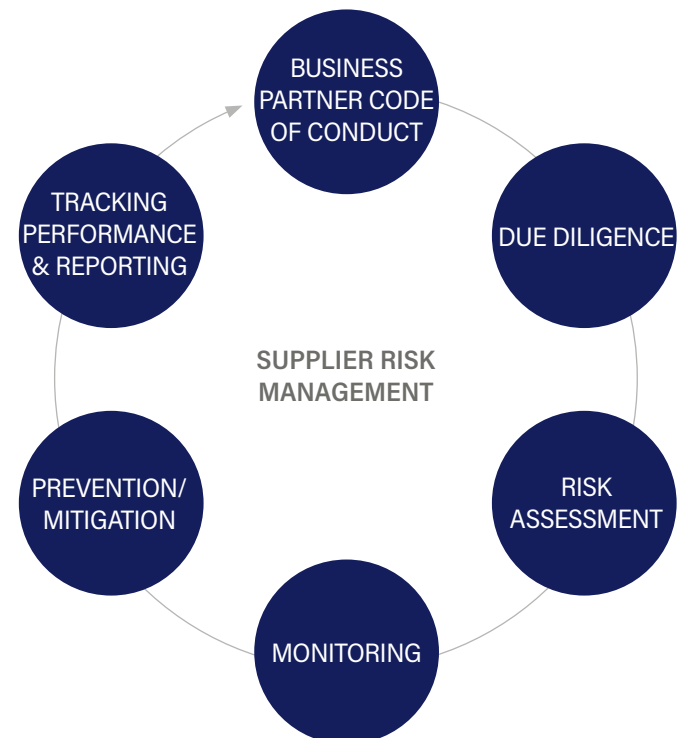 BUSINESS
PARTNER CODE
OF CONDUCT
DUE DILIGENCE
RISK
ASSESSMENT
MONITORING
PREVENTION/
MITIGATION
TRACKING
PERFORMANCE
& REPORTING
SUPPLIER RISK
MANAGEMENT